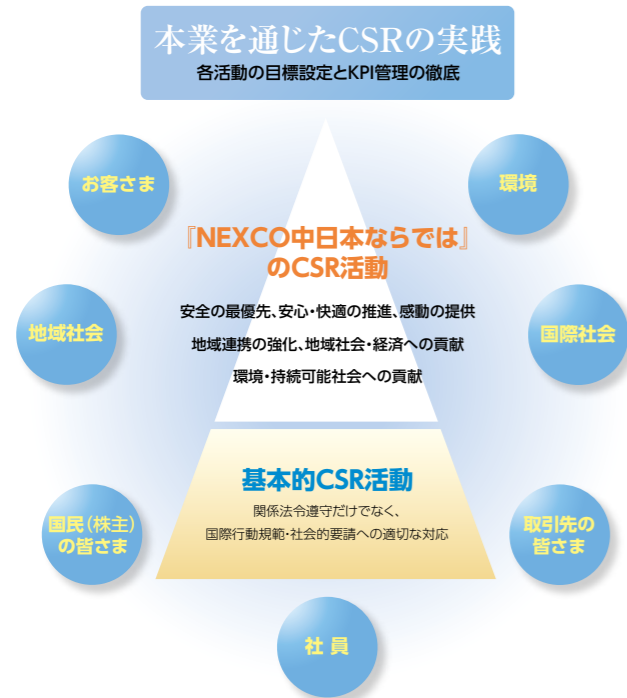 本業を通じたCSRの実践
各活動の目標設定とKPI管理の徹底
お客さま
環境
『NEXCO中日本ならでは』
のCSR活動
安全の最優先、安心・快適の推進、感動の提供
地域連携の強化、地域社会・経済への貢献
環境・持続可能社会への貢献
地域社会
国際社会
基本的CSR活動
関係法令遵守だけでなく、
国際行動規範・社会的要請への適切な対応
国民(株主)
の皆さま
取引先の
皆さま
社 員